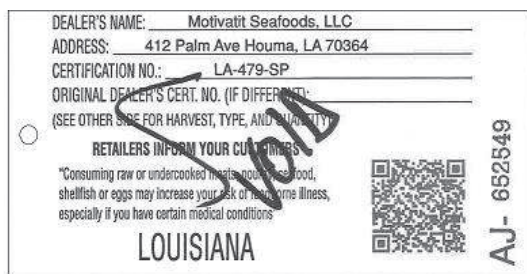 DEALER'S NAME: Motivatit Seafoods, LLC
ADDRESS: 412 Palm Ave Houma, LA 70364
CERTIFICATION NO.: LA-479-SP
ORIGINAL DEALER'S CERT. NO. (IF DIFFERENT):
(SEE OTHER SIDE FOR HARVEST, TYPE, AND QUANTITY)
VOID
RETAILERS INFORM YOUR CUSTOMERS
"Consuming raw or undercooked meats, poultry, seafood,
shellfish or eggs may increase your risk of foodborne illness,
especially if you have certain medical conditions"
LOUISIANA
AJ- 652549